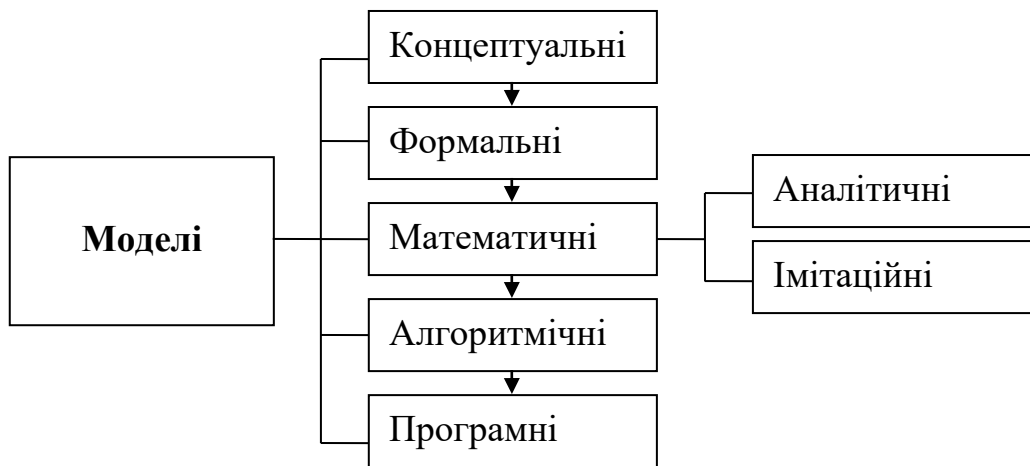 Моделі
Концептуальні
Формальні
Математичні
Алгоритмічні
Програмні
Аналітичні
Імітаційні